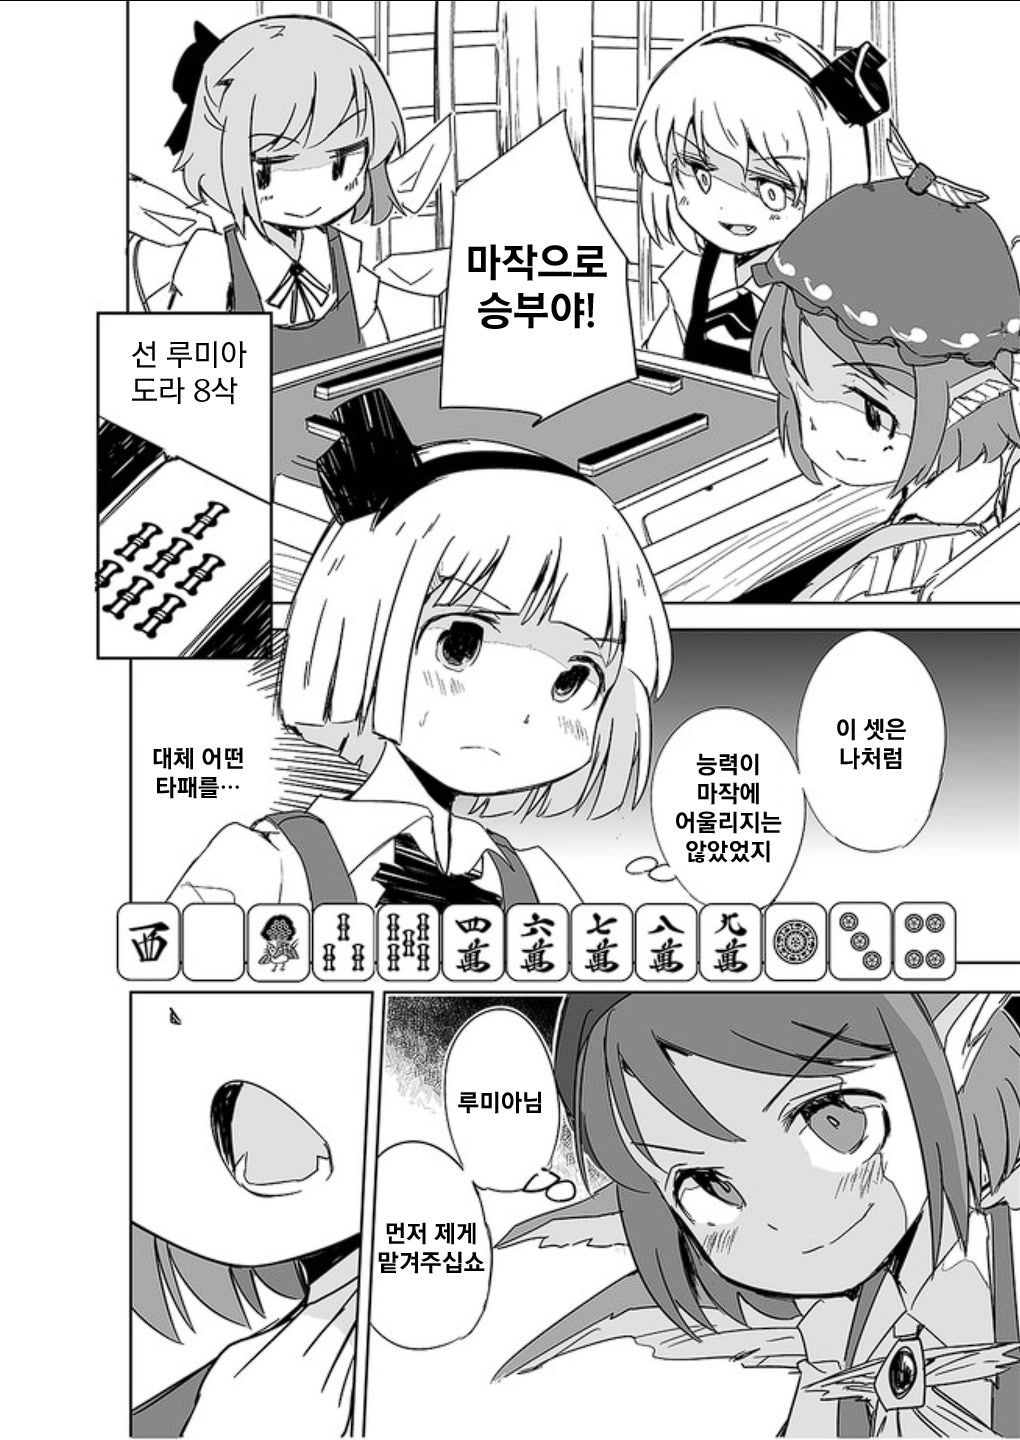 마작으로
승부야!
선 루미아
도라 8삭
이 셋은
나처럼
능력이
마작에
어울리지는
않았었지
대체 어떤
타패를…
西
四萬
六萬
七萬
八萬
九萬
루미아님
먼저 제게
맡겨주십쇼